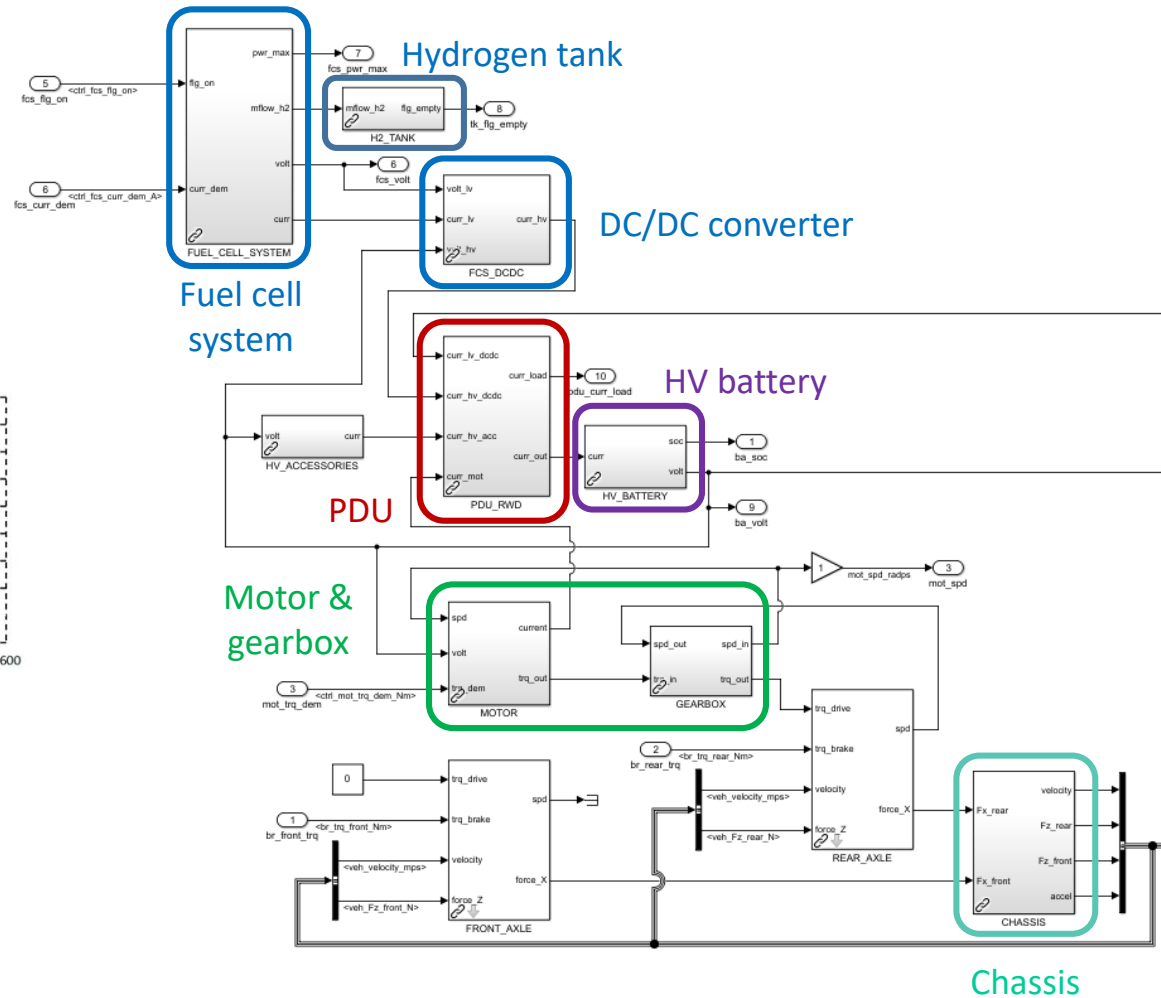 Hydrogen tank
pwr_max
7
fcs_pwr_max
5
fcs_flg_on
<ctrl_fcs_flg_on>
flg_on
mflow_h2
mflow_h2
flg_empty
8
tk_flg_empty
H2_TANK
volt
6
fcs_volt
6
fcs_curr_dem
<ctrl_fcs_curr_dem_A>
curr_dem
curr
FUEL_CELL_SYSTEM
volt_lv
curr_lv
curr_hv
FCS_DCDC
DC/DC converter
Fuel cell
system
curr_lv_dcdc
curr_load
10
pdu_curr_load
curr_hv_dcdc
HV battery
volt
curr
HV_ACCESSORIES
curr_hv_acc
curr_out
curr_mot
PDU_RWD
PDU
curr
soc
volt
HV_BATTERY
1
ba_soc
9
ba_volt
600
1
mot_spd_radps
3
mot_spd
Motor &
gearbox
spd
current
volt
trq_dem
trq_out
MOTOR
3
mot_trq_dem
<ctrl_mot_trq_dem_Nm>
spd_out
spd_in
trq_in
trq_out
GEARBOX
trq_drive
spd
2
br_rear_trq
<br_trq_rear_Nm>
trq_brake
<veh_velocity_mps>
velocity
<veh_Fz_rear_N>
force_Z
force_X
REAR_AXLE
0
trq_drive
spd
1
br_front_trq
<br_trq_front_Nm>
trq_brake
<veh_velocity_mps>
velocity
<veh_Fz_front_N>
force_Z
force_X
FRONT_AXLE
velocity
Fx_rear
Fz_rear
Fz_front
Fx_front
accel
CHASSIS
Chassis